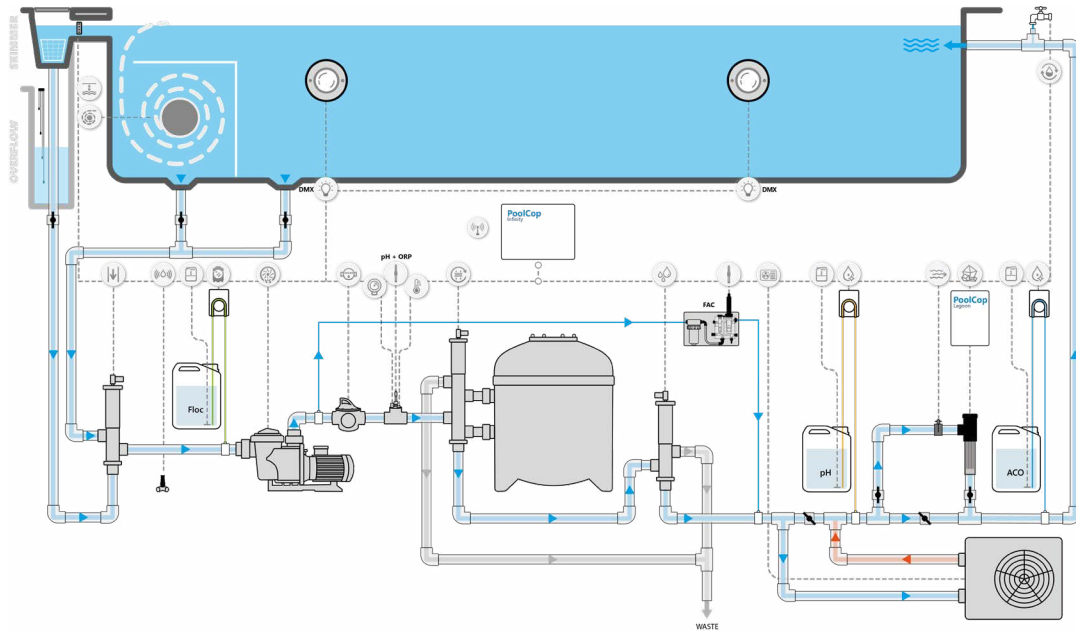 SKIMMER
OVERFLOW
DMX
DMX
PoolCop
Infinity
pH + ORP
FAC
PoolCop
Lagoon
Floc
pH
ACO
WASTE